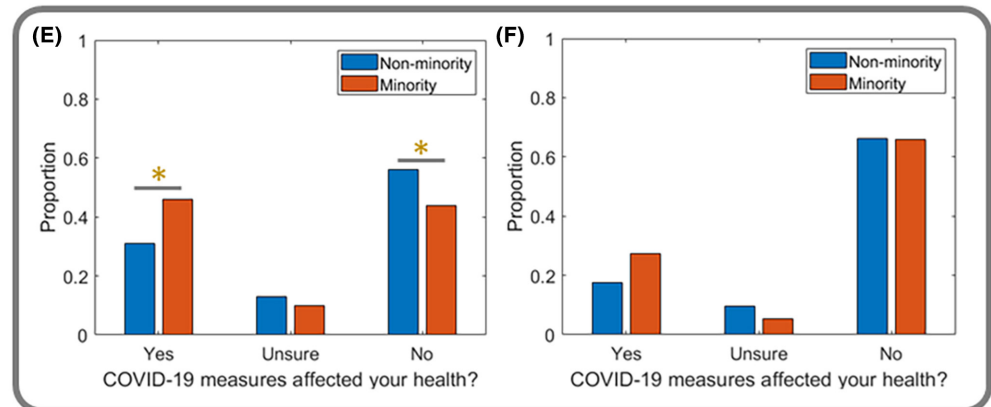 (E)
1
0.8
0.6
0.4
0.2
0
Proportion
Non-minority
Minority
*
*
Yes Unsure No
COVID-19 measures affected your health?
(F)
1
0.8
0.6
0.4
0.2
0
Proportion
Non-minority
Minority
Yes Unsure No
COVID-19 measures affected your health?